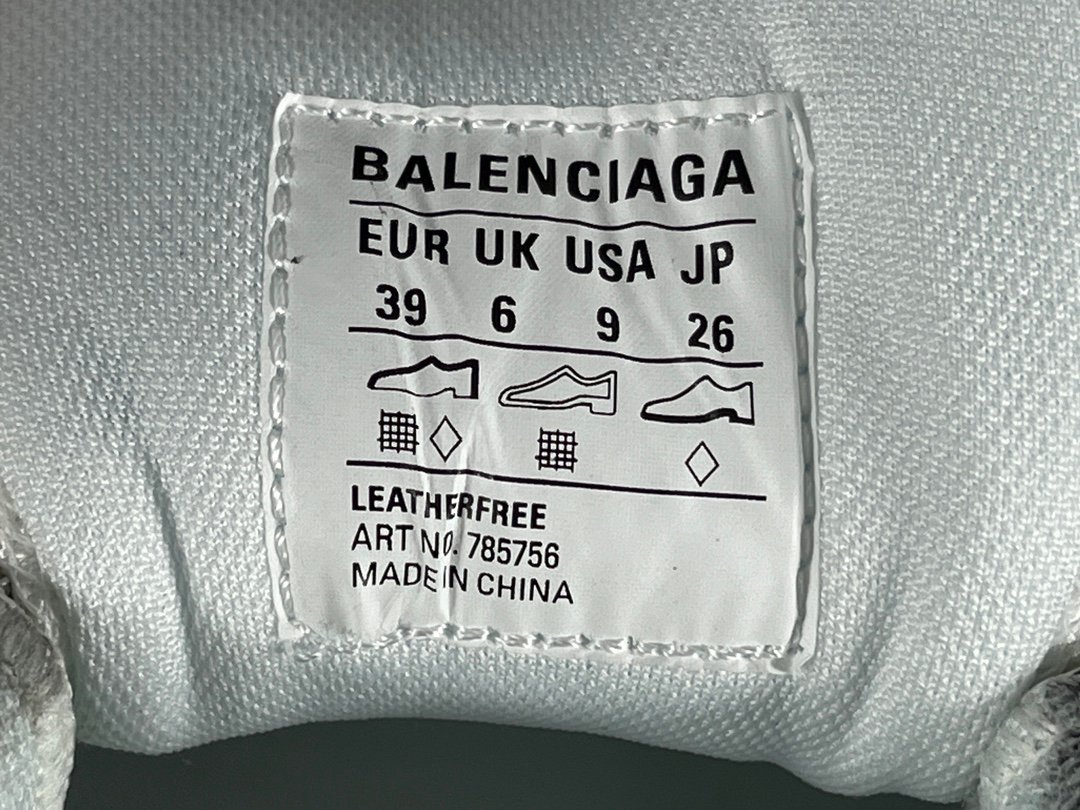 BALENCIAGA
EUR UK USA JP
39 6 9 26
LEATHERFREE
ART NO. 785756
MADE IN CHINA